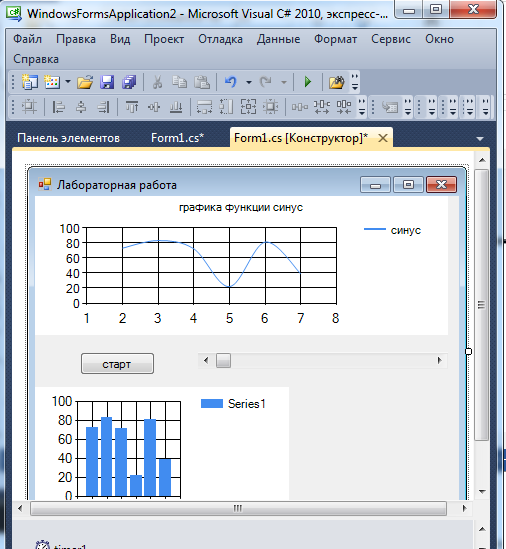 WindowsFormsApplication2 - Microsoft Visual C# 2010, экспресс-...
Файл Правка Вид Проект Отладка Данные Формат Сервис Окно
Справка
Панель элементов Form1.cs* Form1.cs [Конструктор]*
Лабораторная работа
графика функции синус
100
80
60
40
20
0
1 2 3 4 5 6 7 8
синус
старт
100
80
60
40
20
0
Series1
timer1